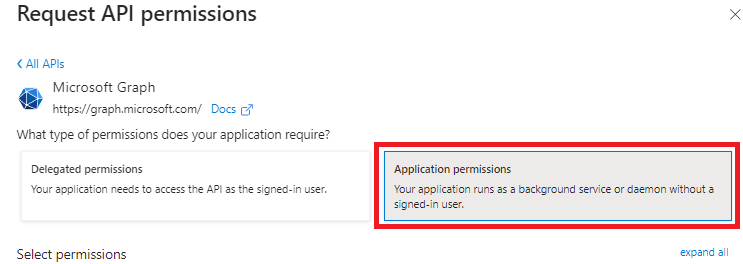 Request API permissions
All APIs
Microsoft Graph
https://graph.microsoft.com/ Docs
What type of permissions does your application require?
Delegated permissions
Your application needs to access the API as the signed-in user.
Application permissions
Your application runs as a background service or daemon without a
signed-in user.
Select permissions
expand all